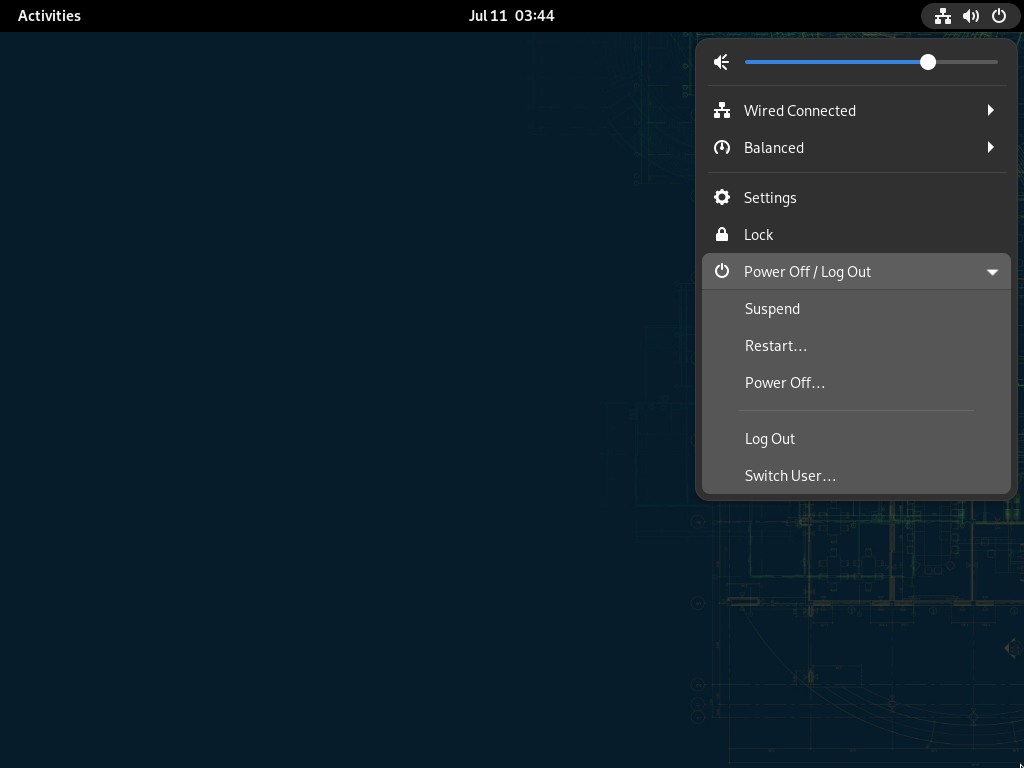 Activities
Jul 11 03:44
Wired Connected
Balanced
Settings
Lock
Power Off / Log Out
Suspend
Restart…
Power Off…
Log Out
Switch User…